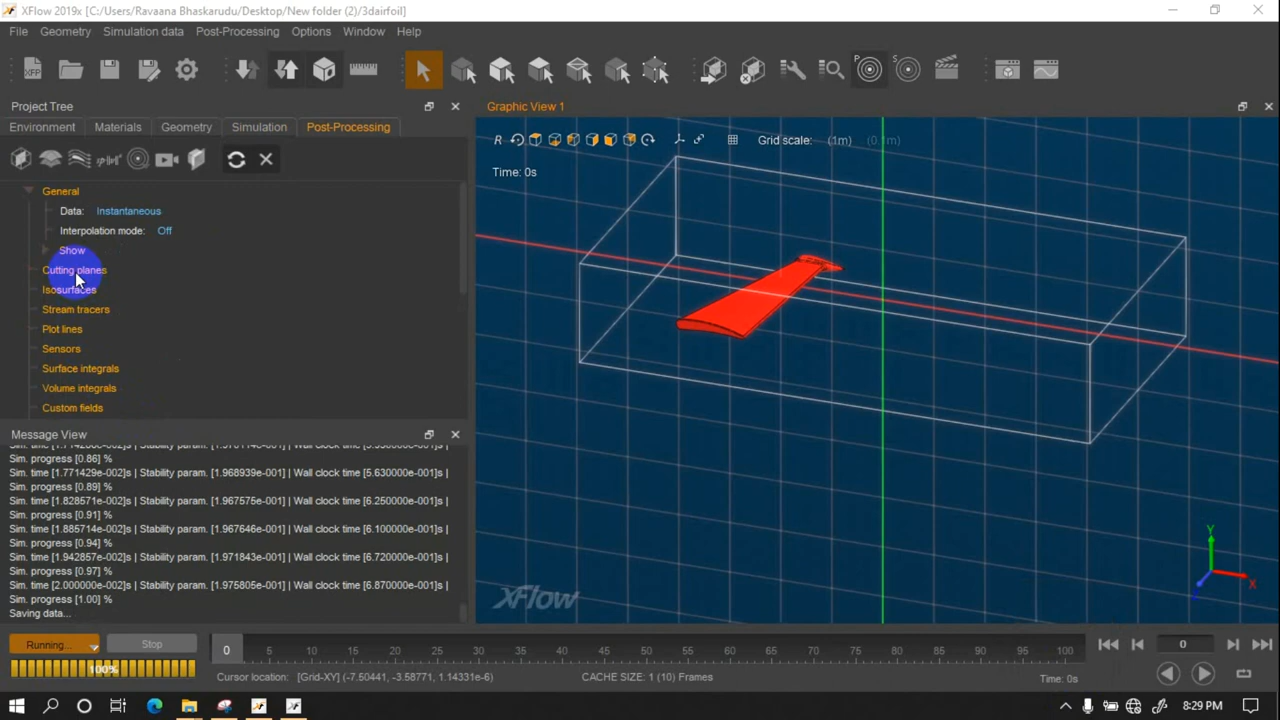 XFlow 2019x [C:/Users/Ravaana Bhaskarudu/Desktop/New folder (2)/3dairfoil]
File Geometry Simulation data Post-Processing Options Window Help
XFP
Project Tree
Graphic View 1
Environment Materials Geometry Simulation Post-Processing
R Grid scale: (1m) (0.1m)
Time: 0s
General
Data: Instantaneous
Interpolation mode: Off
Show
Cutting planes
Isosurfaces
Stream tracers
Plot lines
Sensors
Surface integrals
Volume integrals
Custom fields
Message View
Sim. progress [0.86] %
Sim. time [1.771429e-002]s | Stability param. [1.968939e-001] | Wall clock time [5.630000e-001]s |
Sim. progress [0.89] %
Sim. time [1.828571e-002]s | Stability param. [1.967575e-001] | Wall clock time [6.250000e-001]s |
Sim. progress [0.91] %
Sim. time [1.885714e-002]s | Stability param. [1.967646e-001] | Wall clock time [6.100000e-001]s |
Sim. progress [0.94] %
Sim. time [1.942857e-002]s | Stability param. [1.971843e-001] | Wall clock time [6.720000e-001]s |
Sim. progress [0.97] %
Sim. time [2.000000e-002]s | Stability param. [1.975805e-001] | Wall clock time [6.870000e-001]s |
Sim. progress [1.00] %
Saving data...
Y
X
XFlow
Running... Stop
0 5 10 15 20 25 30 35 40 45 50 55 60 65 70 75 80 85 90 95 100
0
100%
Cursor location: [Grid-XY] (-7.50441, -3.58771, 1.14331e-6) CACHE SIZE: 1 (10) Frames Time: 0s
8:29 PM